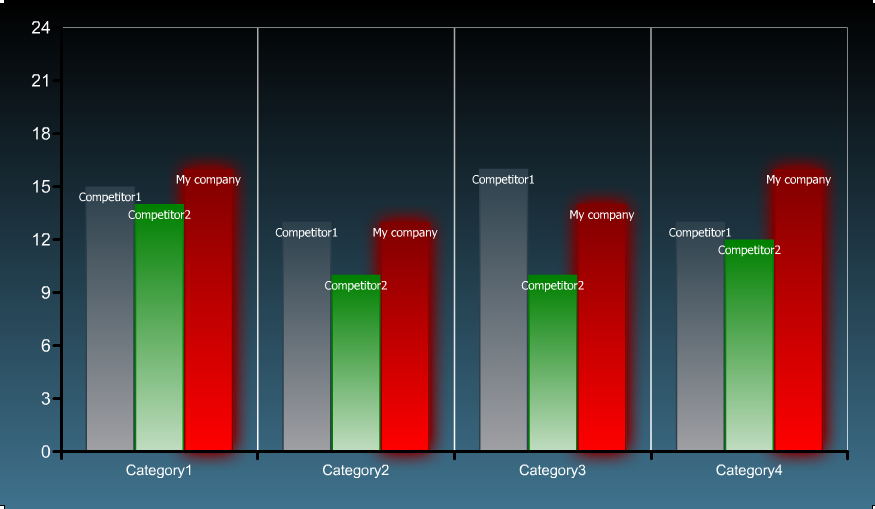 24
21
18
15
12
9
6
3
0
Competitor1
Competitor2
My company
Competitor1
Competitor2
My company
Competitor1
Competitor2
My company
Competitor1
Competitor2
My company
Category1 Category2 Category3 Category4